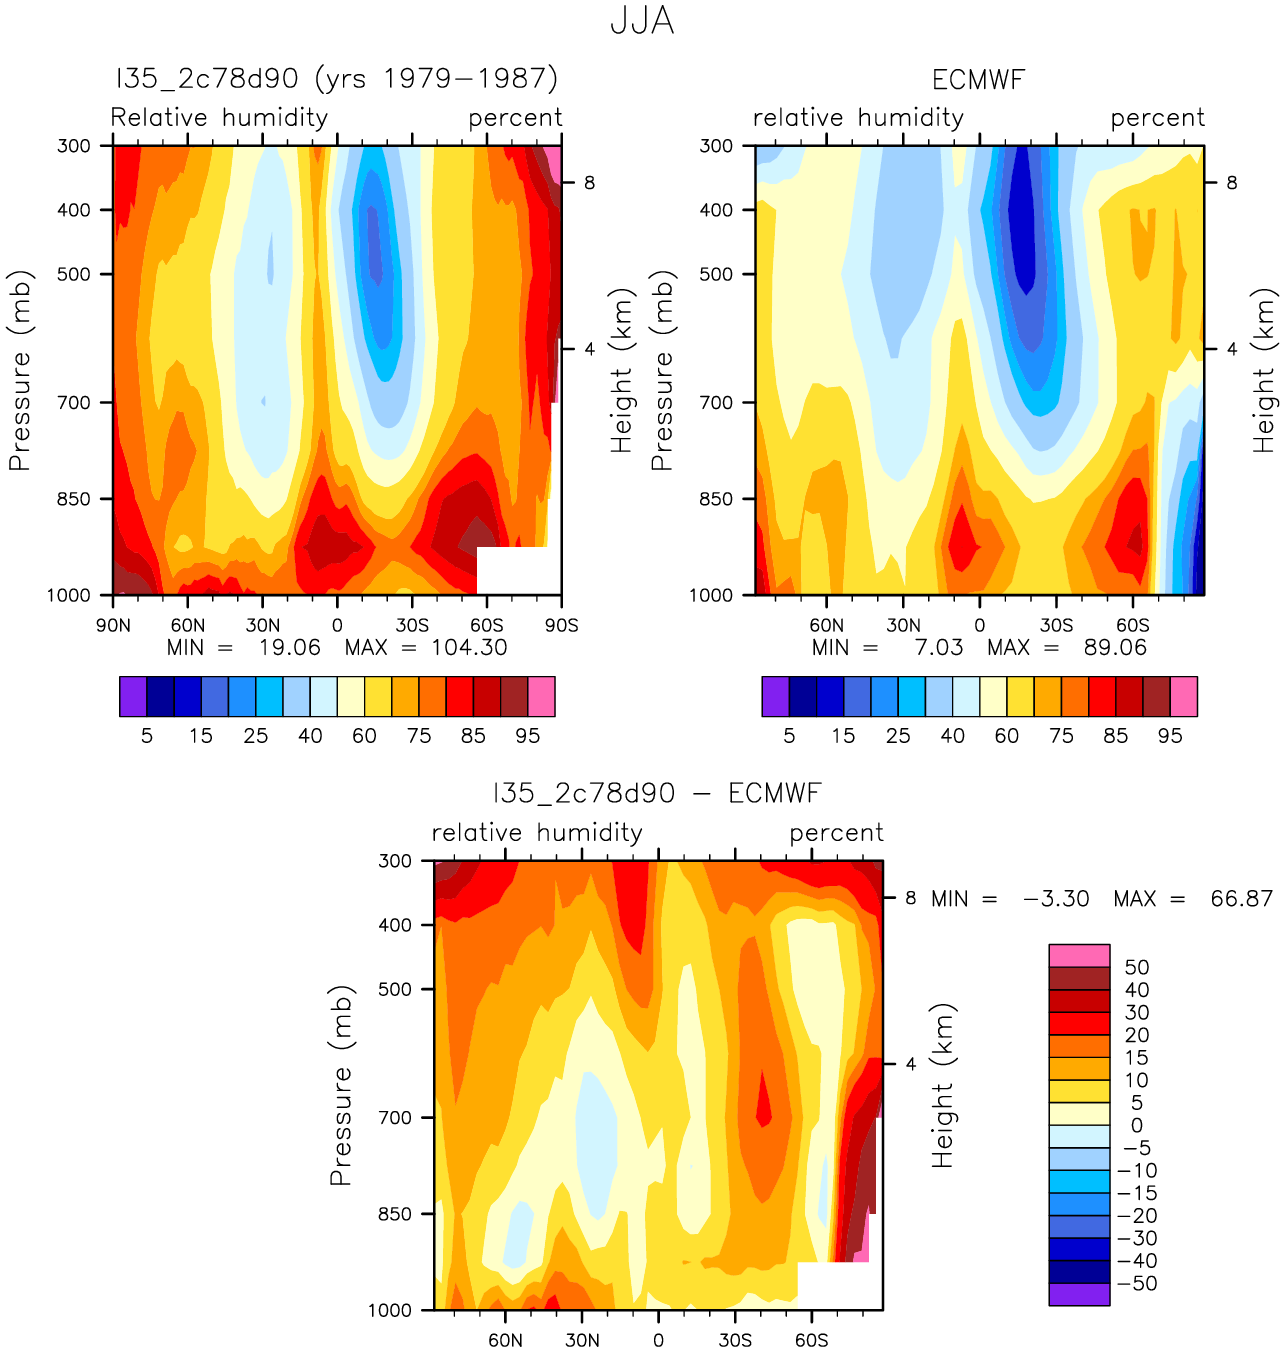 JJA
I35_2c78d90 (yrs 1979−1987)
Relative humidity percent
300
400
500
700
850
1000
Pressure (mb)
8
4
Height (km)
90N 60N 30N 0 30S 60S 90S
MIN = 19.06 MAX = 104.30
5 15 25 40 60 75 85 95
ECMWF
relative humidity percent
300
400
500
700
850
1000
Pressure (mb)
8
4
Height (km)
60N 30N 0 30S 60S
MIN = 7.03 MAX = 89.06
5 15 25 40 60 75 85 95
I35_2c78d90 − ECMWF
relative humidity percent
300
400
500
700
850
1000
Pressure (mb)
8
4
Height (km)
60N 30N 0 30S 60S
MIN = −3.30 MAX = 66.87
50
40
30
20
15
10
5
0
−5
−10
−15
−20
−30
−40
−50